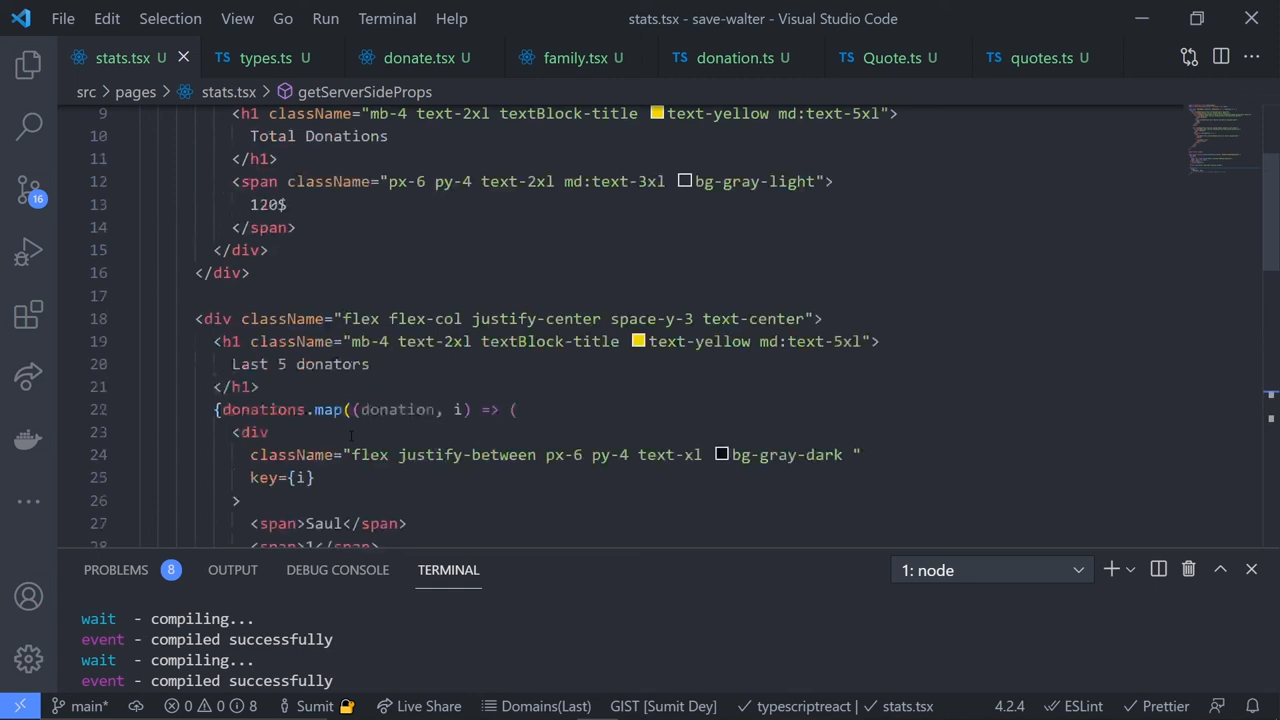 File Edit Selection View Go Run Terminal Help stats.tsx - save-walter - Visual Studio Code
stats.tsx U types.ts U donate.tsx U family.tsx U donation.ts U Quote.ts U quotes.ts U
src > pages > stats.tsx > getServerSideProps
9 <h1 className="mb-4 text-2xl textBlock-title text-yellow md:text-5xl">
10 Total Donations
11 </h1>
12 <span className="px-6 py-4 text-2xl md:text-3xl bg-gray-light">
13 120$
14 </span>
15 </div>
16 </div>
17
18 <div className="flex flex-col justify-center space-y-3 text-center">
19 <h1 className="mb-4 text-2xl textBlock-title text-yellow md:text-5xl">
20 Last 5 donators
21 </h1>
22 {donations.map((donation, i) => (
23 <div
24 className="flex justify-between px-6 py-4 text-xl bg-gray-dark "
25 key={i}
26 >
27 <span>Saul</span>
28 <span>1</span>
PROBLEMS 8 OUTPUT DEBUG CONSOLE TERMINAL 1: node
wait - compiling...
event - compiled successfully
wait - compiling...
event - compiled successfully
16
main* 0 0 8 Sumit Live Share Domains(Last) GIST [Sumit Dey] typescriptreact stats.tsx 4.2.4 ESLint Prettier